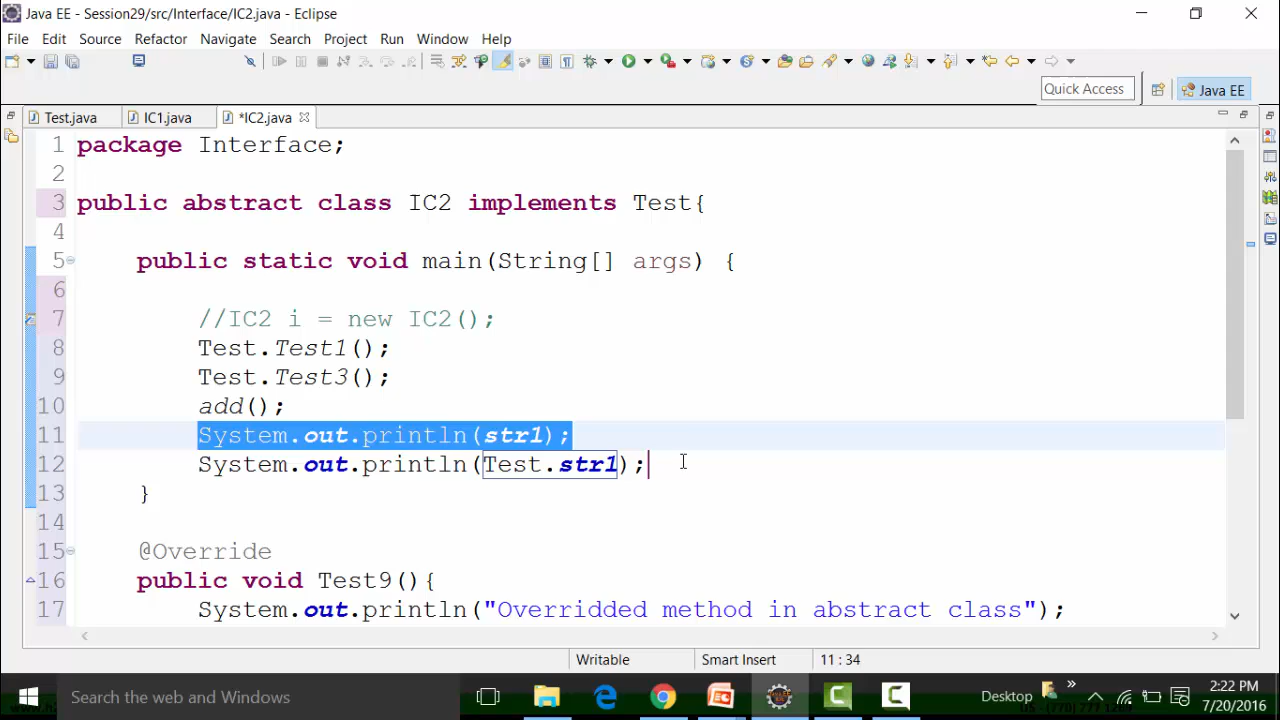 Java EE - Session29/src/Interface/IC2.java - Eclipse
File Edit Source Refactor Navigate Search Project Run Window Help
Quick Access
Java EE
Test.java IC1.java *IC2.java
1 package Interface;
2
3 public abstract class IC2 implements Test{
4
5 public static void main(String[] args) {
6
7 //IC2 i = new IC2();
8 Test.Test1();
9 Test.Test3();
10 add();
11 System.out.println(str1);
12 System.out.println(Test.str1);
13 }
14
15 @Override
16 public void Test9(){
17 System.out.println("Overridded method in abstract class");
Writable Smart Insert 11 : 34
Search the web and Windows
Desktop
2:22 PM
7/20/2016